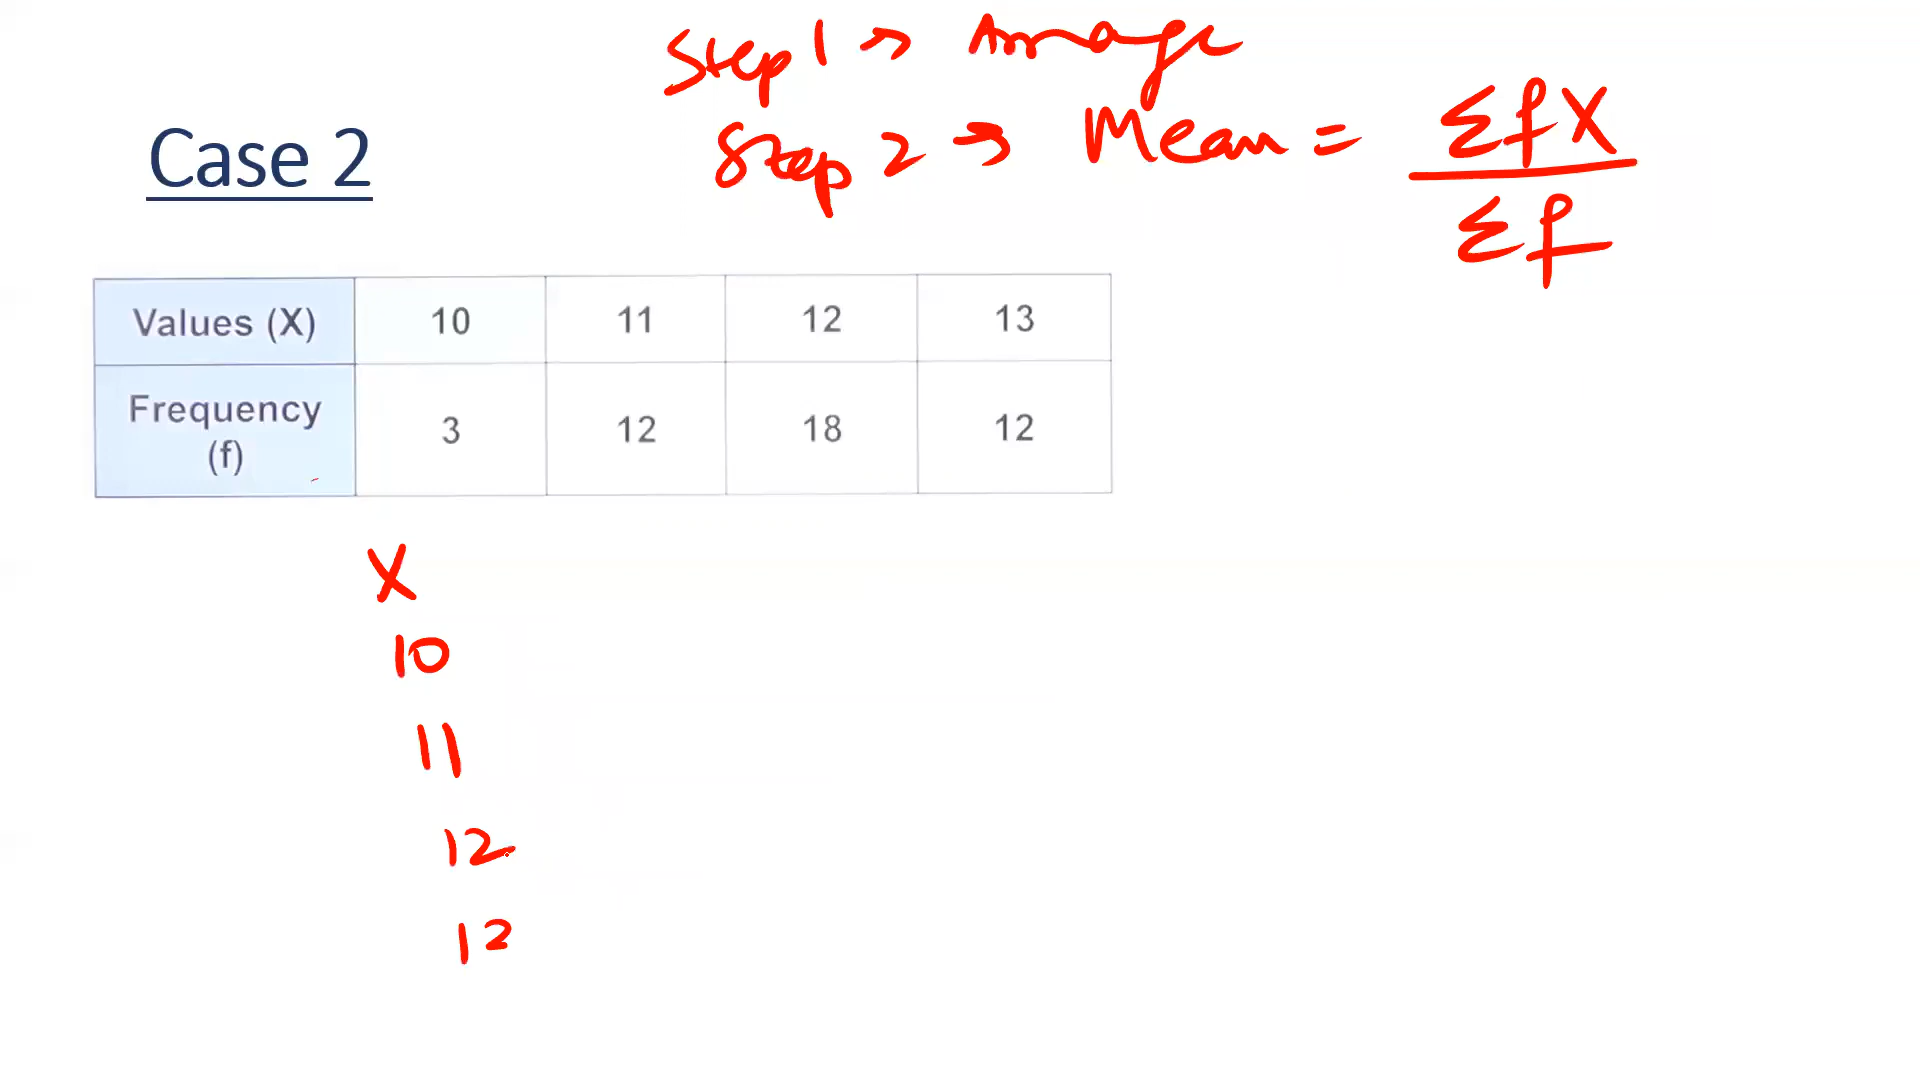 Step 1 → Arrange
Step 2 → Mean = ΣfX / Σf
Case 2
Values (X) 10 11 12 13
Frequency (f) 3 12 18 12
X
10
11
12